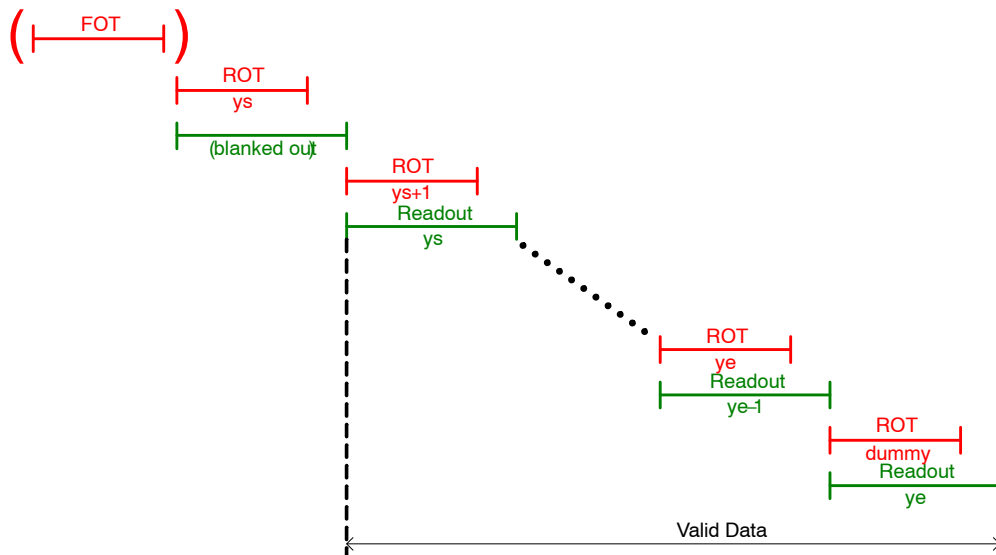 ( FOT )
ROT
ys
(blanked out)
ROT
ys+1
Readout
ys
ROT
ye
Readout
ye–1
ROT
dummy
Readout
ye
Valid Data